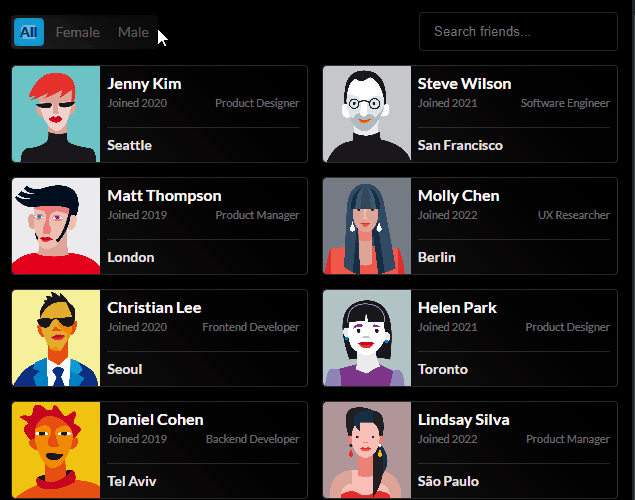 All Female Male Search friends...
Jenny Kim
Joined 2020 Product Designer
Seattle
Steve Wilson
Joined 2021 Software Engineer
San Francisco
Matt Thompson
Joined 2019 Product Manager
London
Molly Chen
Joined 2022 UX Researcher
Berlin
Christian Lee
Joined 2020 Frontend Developer
Seoul
Helen Park
Joined 2021 Product Designer
Toronto
Daniel Cohen
Joined 2019 Backend Developer
Tel Aviv
Lindsay Silva
Joined 2022 Product Manager
São Paulo